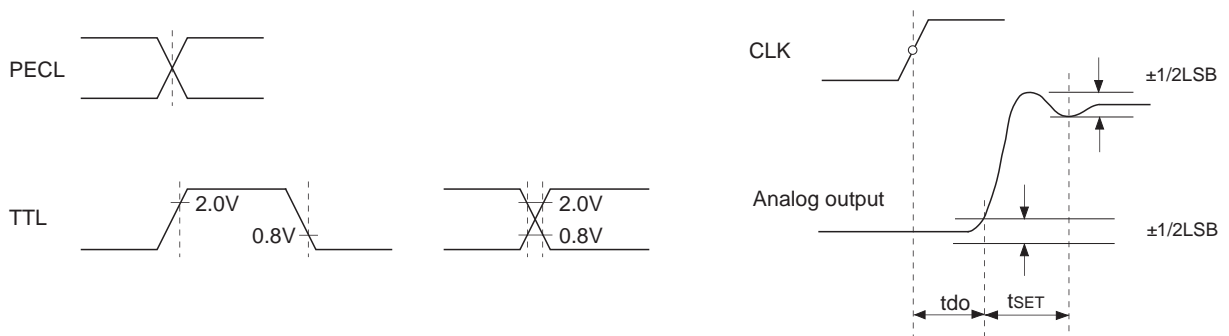 PECL
TTL
2.0V
0.8V
2.0V
0.8V
CLK
±1/2LSB
Analog output
±1/2LSB
tdo
tSET